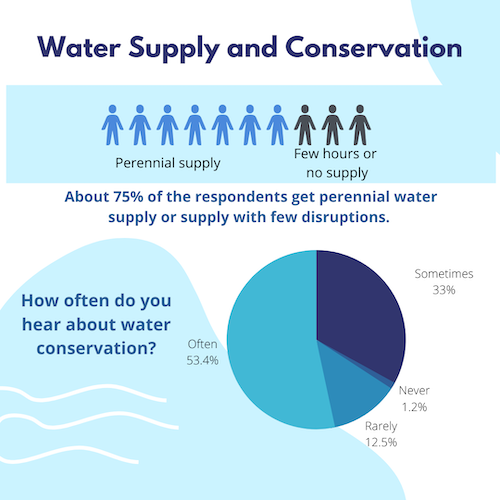 Water Supply and Conservation
Perennial supply
Few hours or
no supply
About 75% of the respondents get perennial water
supply or supply with few disruptions.
How often do you
hear about water
conservation?
Sometimes
33%
Often
53.4%
Never
1.2%
Rarely
12.5%